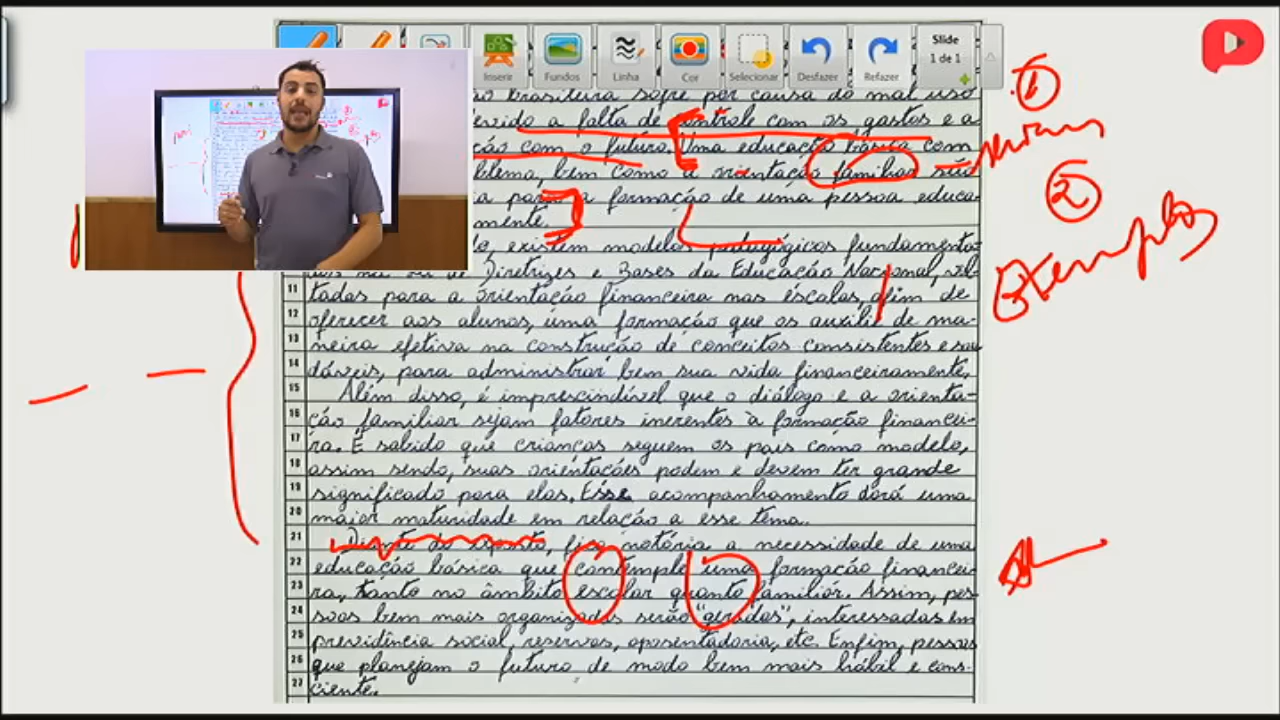 Inserir
Fundos
Linha
Cor
Selecionar
Desfazer
Refazer
Slide
1 de 1
ão brasileira sofre por causa do mal uso
a falta de controle com os gastos e a
ção com o futuro. Uma educação básica com
blema, bem como a orientação familiar são
ia para a formação de uma pessoa educa-
mente.
existem modelos pedagógicos fundamenta-
de Diretrizes e Bases da Educação Nacional, vol-
11 tadas para a orientação financeira nas escolas, afim de
12 oferecer aos alunos, uma formação que os auxilie de ma-
13 neira efetiva na construção de conceitos consistentes e sau
14 dáveis, para administrar bem sua vida financeiramente.
15 Além disso, é imprescindível que o diálogo e a orienta-
16 ção familiar sejam fatores inerentes à formação financei-
17 ra. É sabido que crianças seguem os pais como modelo,
18 assim sendo, suas orientações podem e devem ter grande
19 significado para elas. Esse acompanhamento dará uma
20 maior maturidade em relação a esse tema.
21 Diante do exposto, fica notória a necessidade de uma
22 educação básica que contemple uma formação financei-
23 ra, tanto no âmbito escolar quanto familiar. Assim, pes-
24 soas bem mais organizadas serão "geridas", interessadas em
25 previdência social, reservas, aposentadoria, etc. Enfim, pessoas
26 que planejam o futuro de modo bem mais hábil e cons-
27 ciente.
1
2